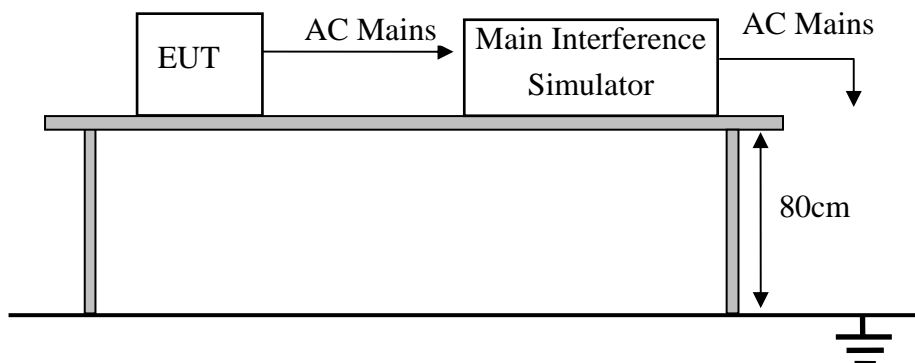 EUT
AC Mains
Main Interference
Simulator
AC Mains
80cm